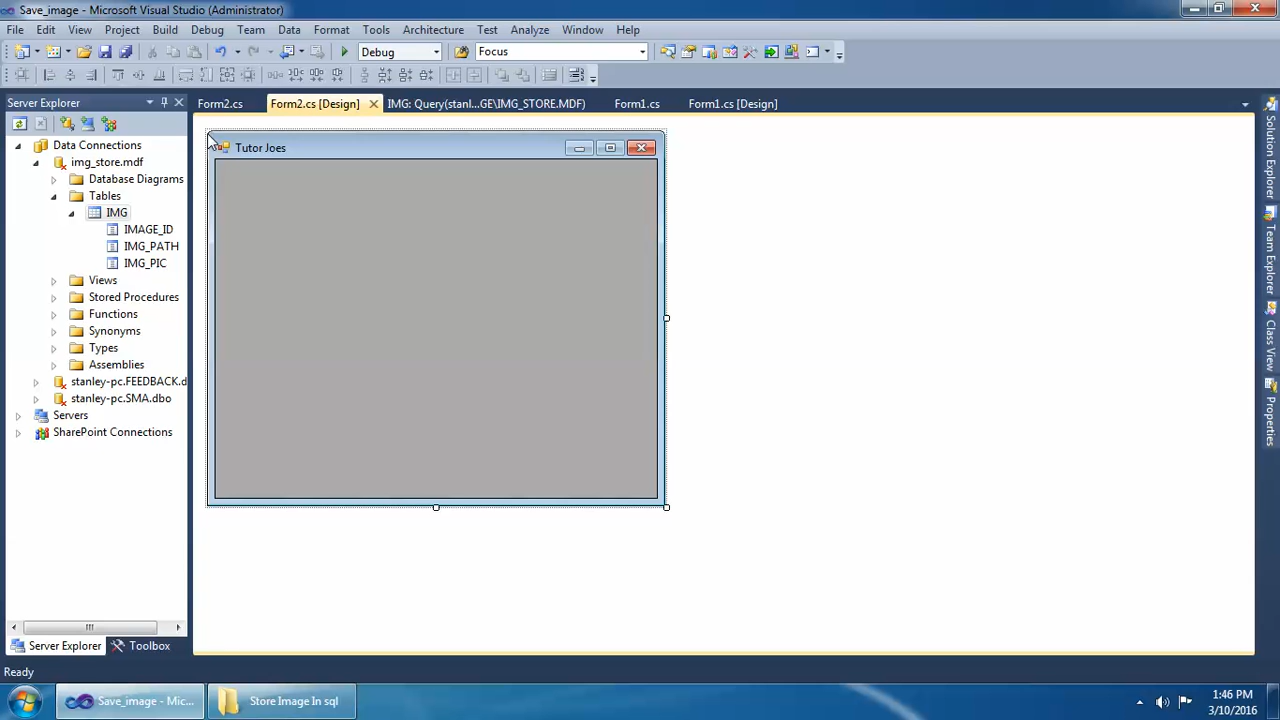 Save_image - Microsoft Visual Studio (Administrator)
File Edit View Project Build Debug Team Data Format Tools Architecture Test Analyze Window Help
Debug Focus
Server Explorer
Form2.cs Form2.cs [Design] IMG: Query(stanl...GE\IMG_STORE.MDF) Form1.cs Form1.cs [Design]
Data Connections
img_store.mdf
Database Diagrams
Tables
IMG
IMAGE_ID
IMG_PATH
IMG_PIC
Views
Stored Procedures
Functions
Synonyms
Types
Assemblies
stanley-pc.FEEDBACK.d
stanley-pc.SMA.dbo
Servers
SharePoint Connections
Tutor Joes
Solution Explorer
Team Explorer
Class View
Properties
Server Explorer Toolbox
Ready
Save_image - Mic... Store Image In sql
1:46 PM
3/10/2016